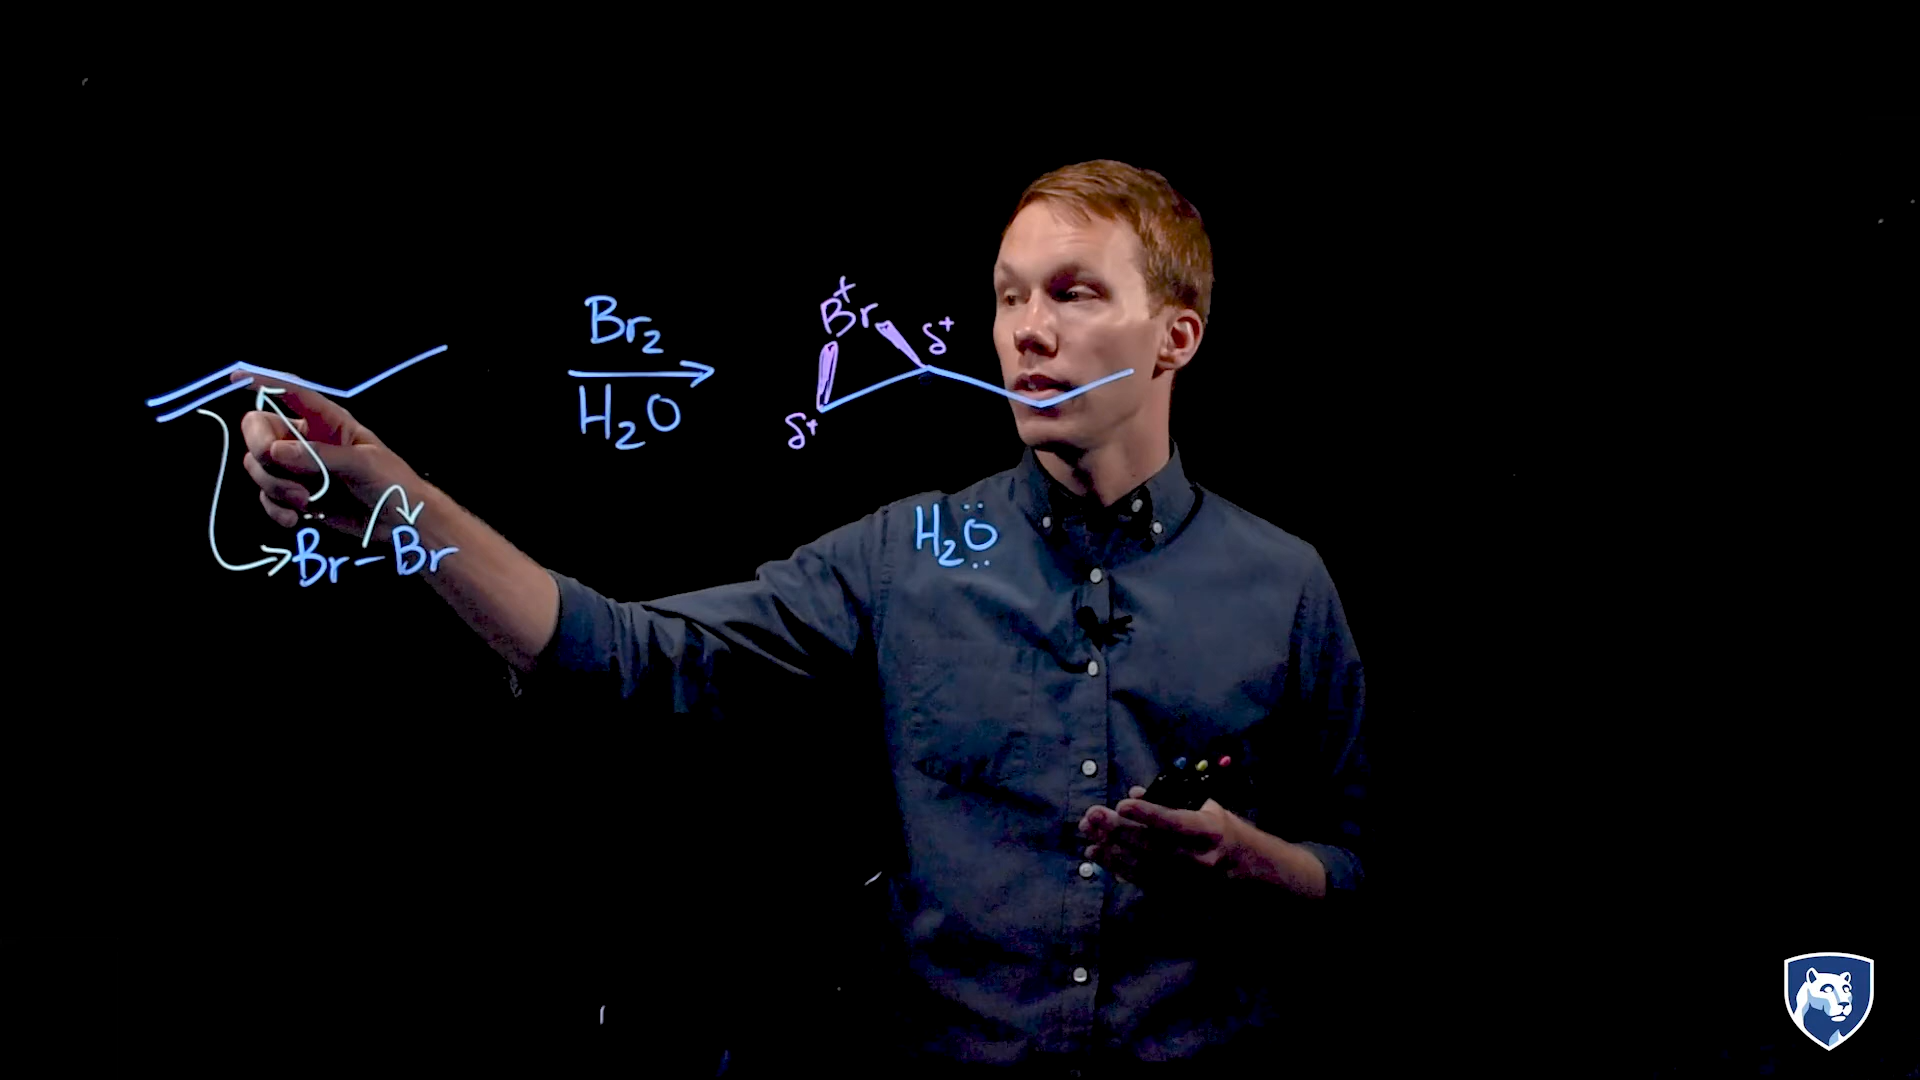 Br₂
H₂O
Br⁺
δ⁺
δ⁺
H₂O
Br-Br